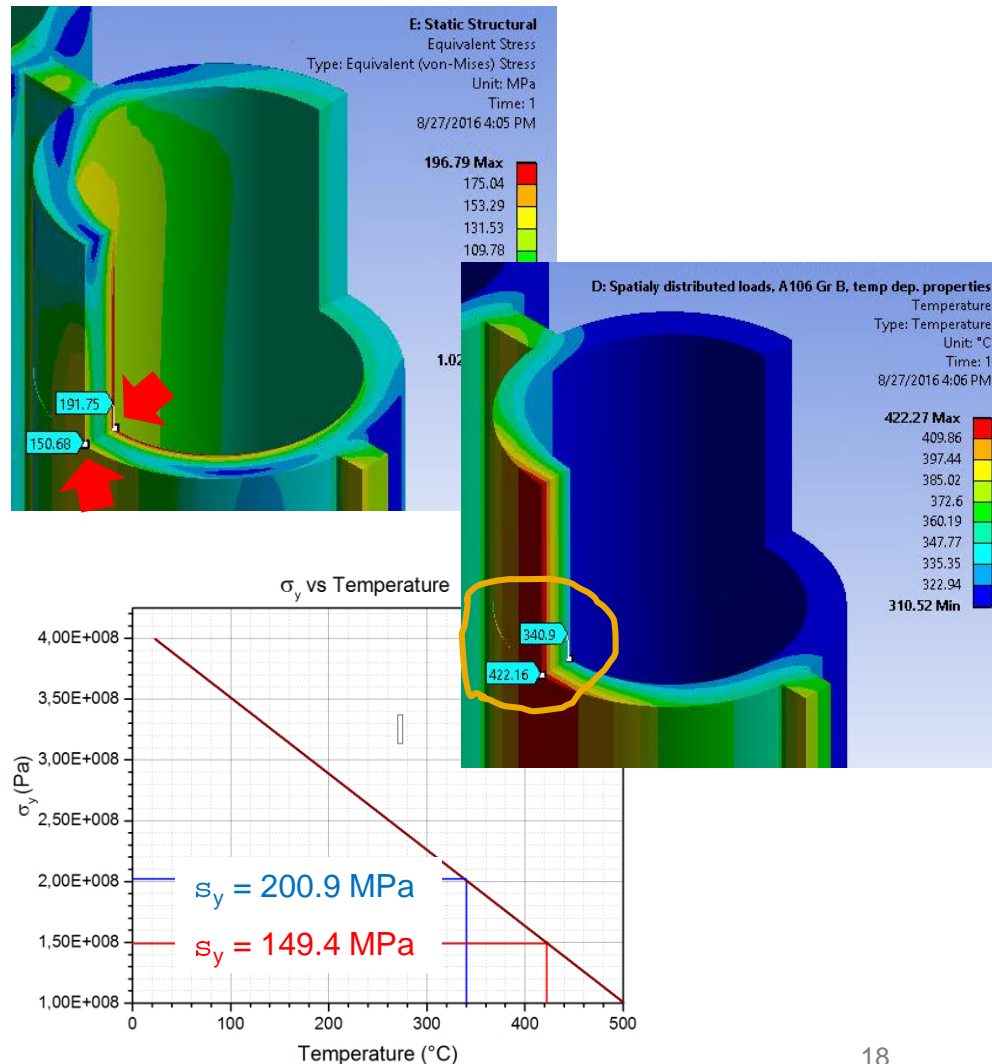 E: Static Structural
Equivalent Stress
Type: Equivalent (von-Mises) Stress
Unit: MPa
Time: 1
8/27/2016 4:05 PM
196.79 Max
175.04
153.29
131.53
109.78
1.02
191.75
150.68
D: Spatialy distributed loads, A106 Gr B, temp dep. properties
Temperature
Type: Temperature
Unit: °C
Time: 1
8/27/2016 4:06 PM
422.27 Max
409.86
397.44
385.02
372.6
360.19
347.77
335.35
322.94
310.52 Min
340.9
422.16
σy vs Temperature
4,00E+008
3,50E+008
3,00E+008
2,50E+008
2,00E+008
1,50E+008
1,00E+008
σy (Pa)
sy = 200.9 MPa
sy = 149.4 MPa
0 100 200 300 400 500
Temperature (°C)
18